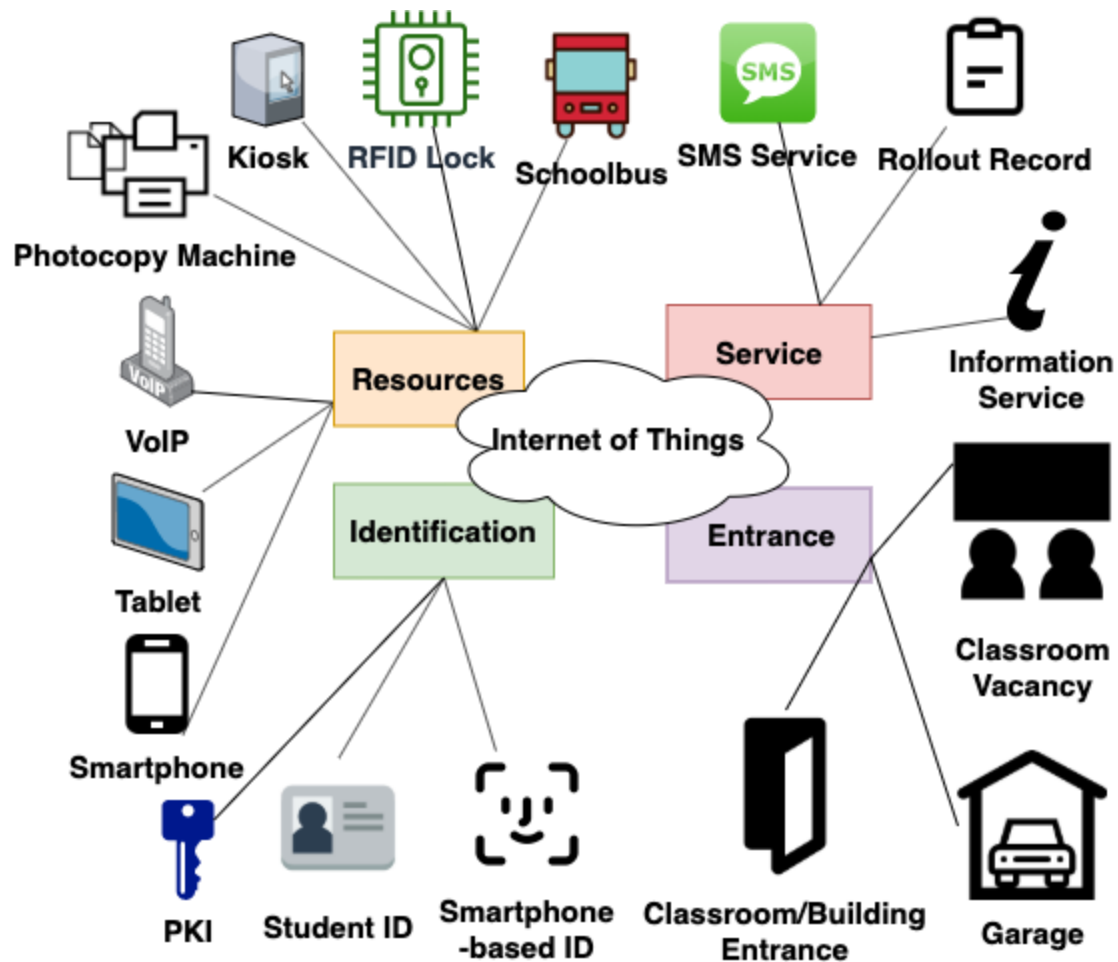 Kiosk
RFID Lock
Schoolbus
SMS
SMS Service
Rollout Record
Photocopy Machine
VoIP
VoIP
Tablet
Smartphone
Resources
Service
Internet of Things
Identification
Entrance
Information
Service
Classroom
Vacancy
PKI
Student ID
Smartphone
-based ID
Classroom/Building
Entrance
Garage